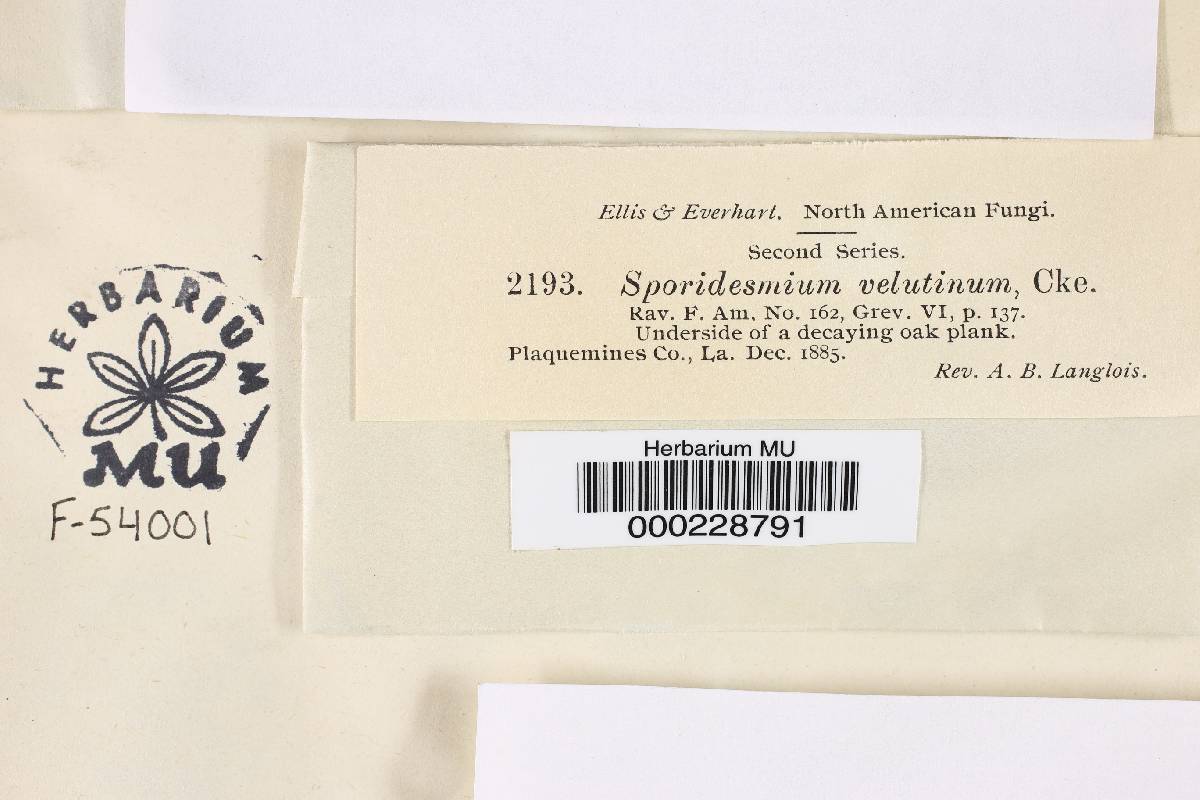 Ellis & Everhart. North American Fungi.
Second Series.
2193. Sporidesmium velutinum, Cke.
Rav. F. Am. No. 162, Grev. VI, p. 137.
Underside of a decaying oak plank.
Plaquemines Co., La. Dec. 1885.
Rev. A. B. Langlois.
HERBARIUM
MU
F-54001
Herbarium MU
000228791